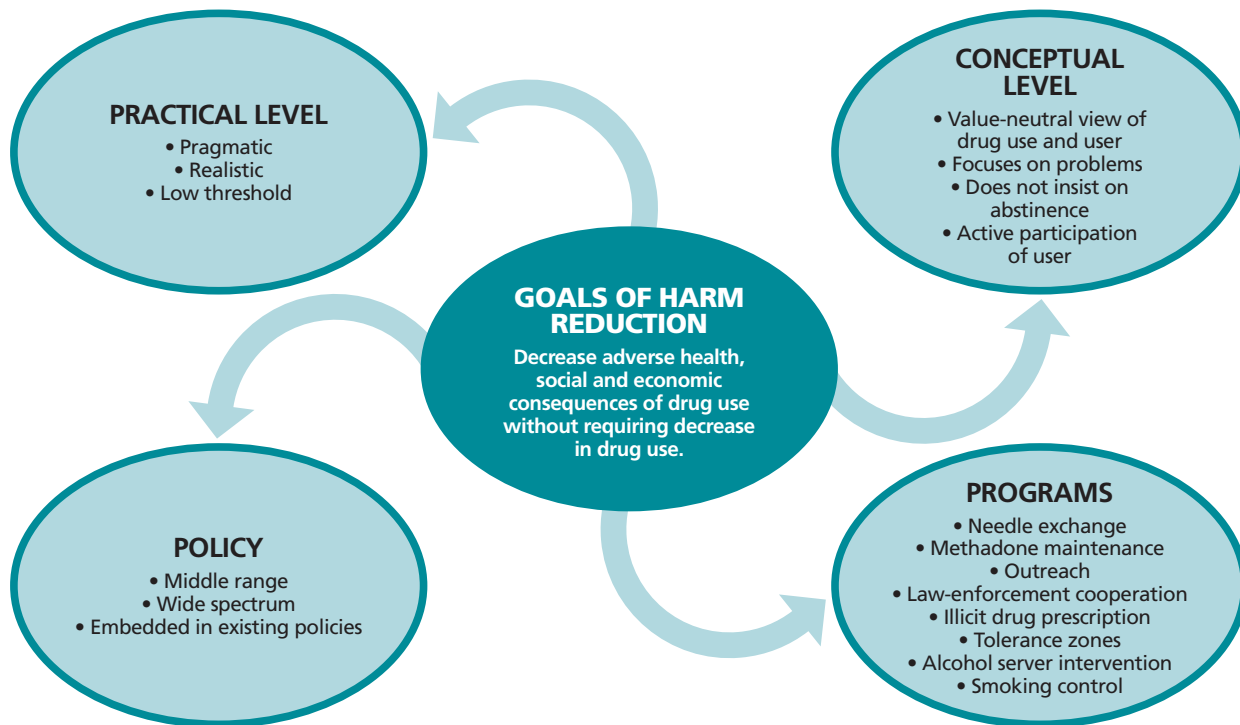 PRACTICAL LEVEL
• Pragmatic
• Realistic
• Low threshold
CONCEPTUAL
LEVEL
• Value-neutral view of
drug use and user
• Focuses on problems
• Does not insist on
abstinence
• Active participation
of user
GOALS OF HARM
REDUCTION
Decrease adverse health,
social and economic
consequences of drug use
without requiring decrease
in drug use.
POLICY
• Middle range
• Wide spectrum
• Embedded in existing policies
PROGRAMS
• Needle exchange
• Methadone maintenance
• Outreach
• Law-enforcement cooperation
• Illicit drug prescription
• Tolerance zones
• Alcohol server intervention
• Smoking control